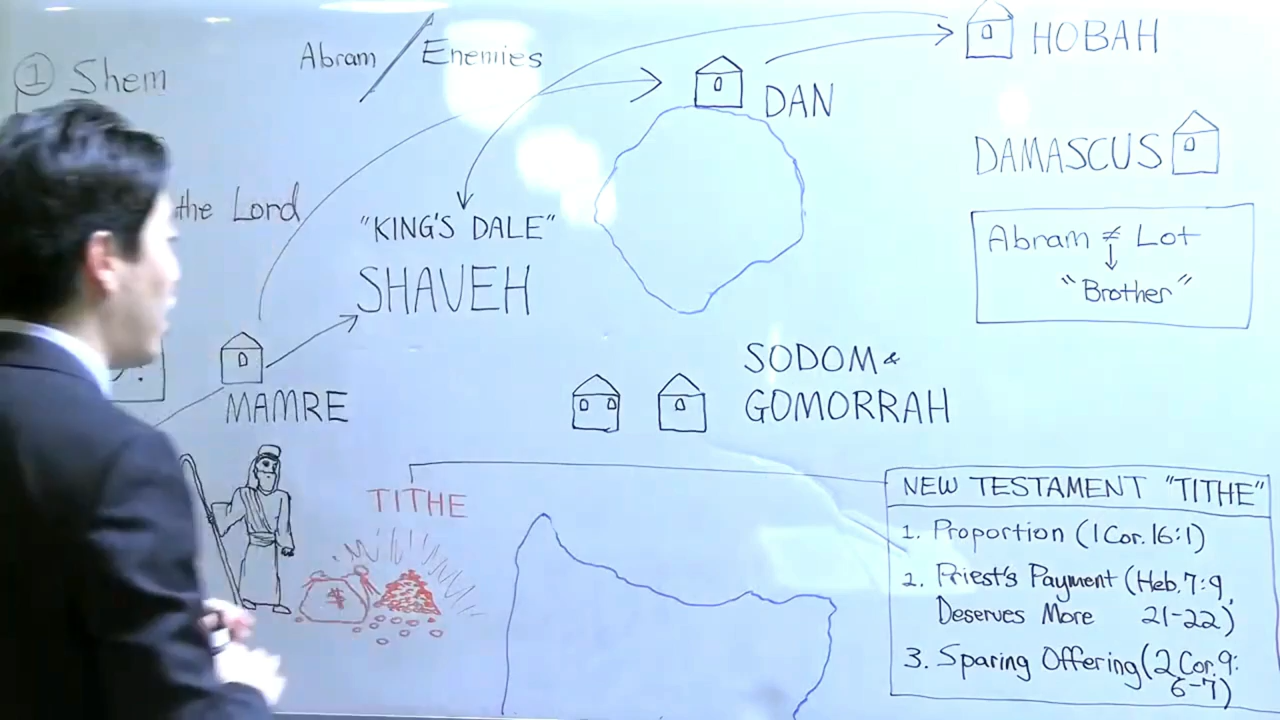 ① Shem
Abram / Enemies
HOBAH
DAN
DAMASCUS
the Lord
"KING'S DALE"
SHAVEH
Abram ≠ Lot
↓
"Brother"
MAMRE
SODOM &
GOMORRAH
TITHE
$
NEW TESTAMENT "TITHE"
1. Proportion (1 Cor. 16:1)
2. Priest's Payment (Heb. 7:9,
Deserves More 21-22)
3. Sparing Offering (2 Cor. 9:
6-7)